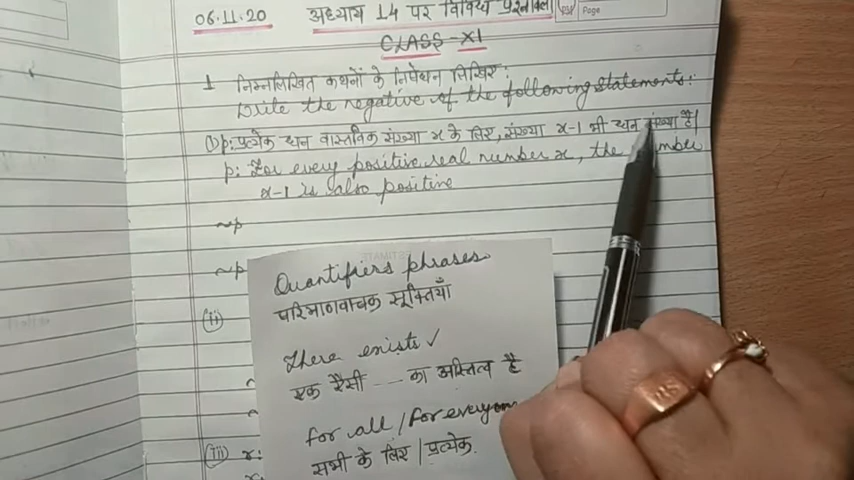 06.11.20 अध्याय 14 पर विविध प्रश्नावली Page
CLASS-XI
1 निम्नलिखित कथनों के निषेधन लिखिए:
Write the negative of the following statements:
(i) p: प्रत्येक धन वास्तविक संख्या x के लिए, संख्या x-1 भी धन संख्या है|
p: For every positive real number x, the number
x-1 is also positive
~p
~p
(ii)
Quantifiers phrases
परिमाणवाचक सूक्तियाँ
There exists ✓
एक ऐसी --- का अस्तित्व है
for all / for every
सभी के लिए | प्रत्येक
(iii) r: